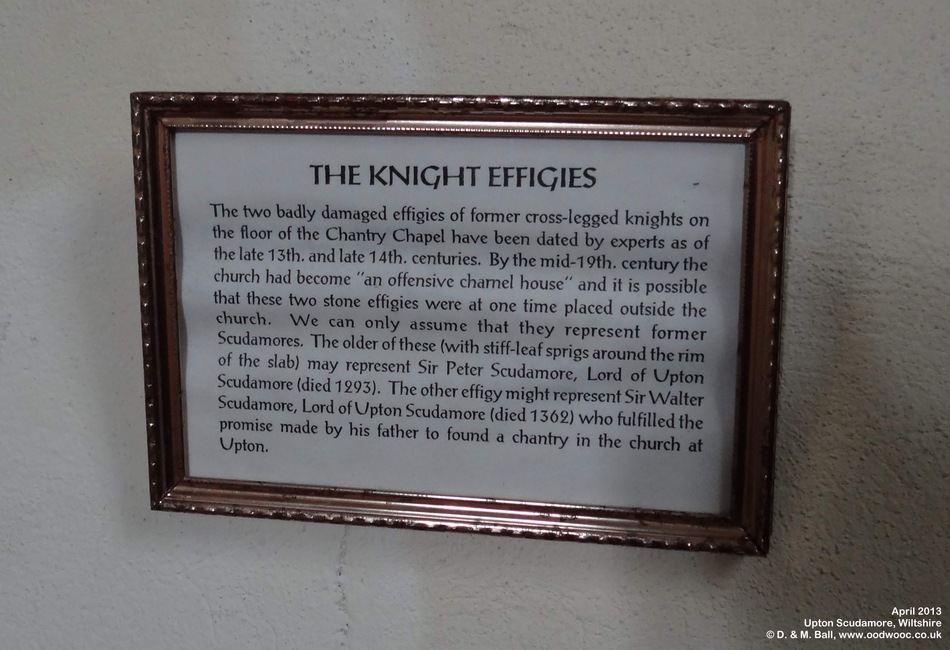 THE KNIGHT EFFIGIES
The two badly damaged effigies of former cross-legged knights on
the floor of the Chantry Chapel have been dated by experts as of
the late 13th. and late 14th. centuries. By the mid-19th. century the
church had become "an offensive charnel house" and it is possible
that these two stone effigies were at one time placed outside the
church. We can only assume that they represent former
Scudamores. The older of these (with stiff-leaf sprigs around the rim
of the slab) may represent Sir Peter Scudamore, Lord of Upton
Scudamore (died 1293). The other effigy might represent Sir Walter
Scudamore, Lord of Upton Scudamore (died 1362) who fulfilled the
promise made by his father to found a chantry in the church at
Upton.
April 2013
Upton Scudamore, Wiltshire
© D. & M. Ball, www.oodwooc.co.uk